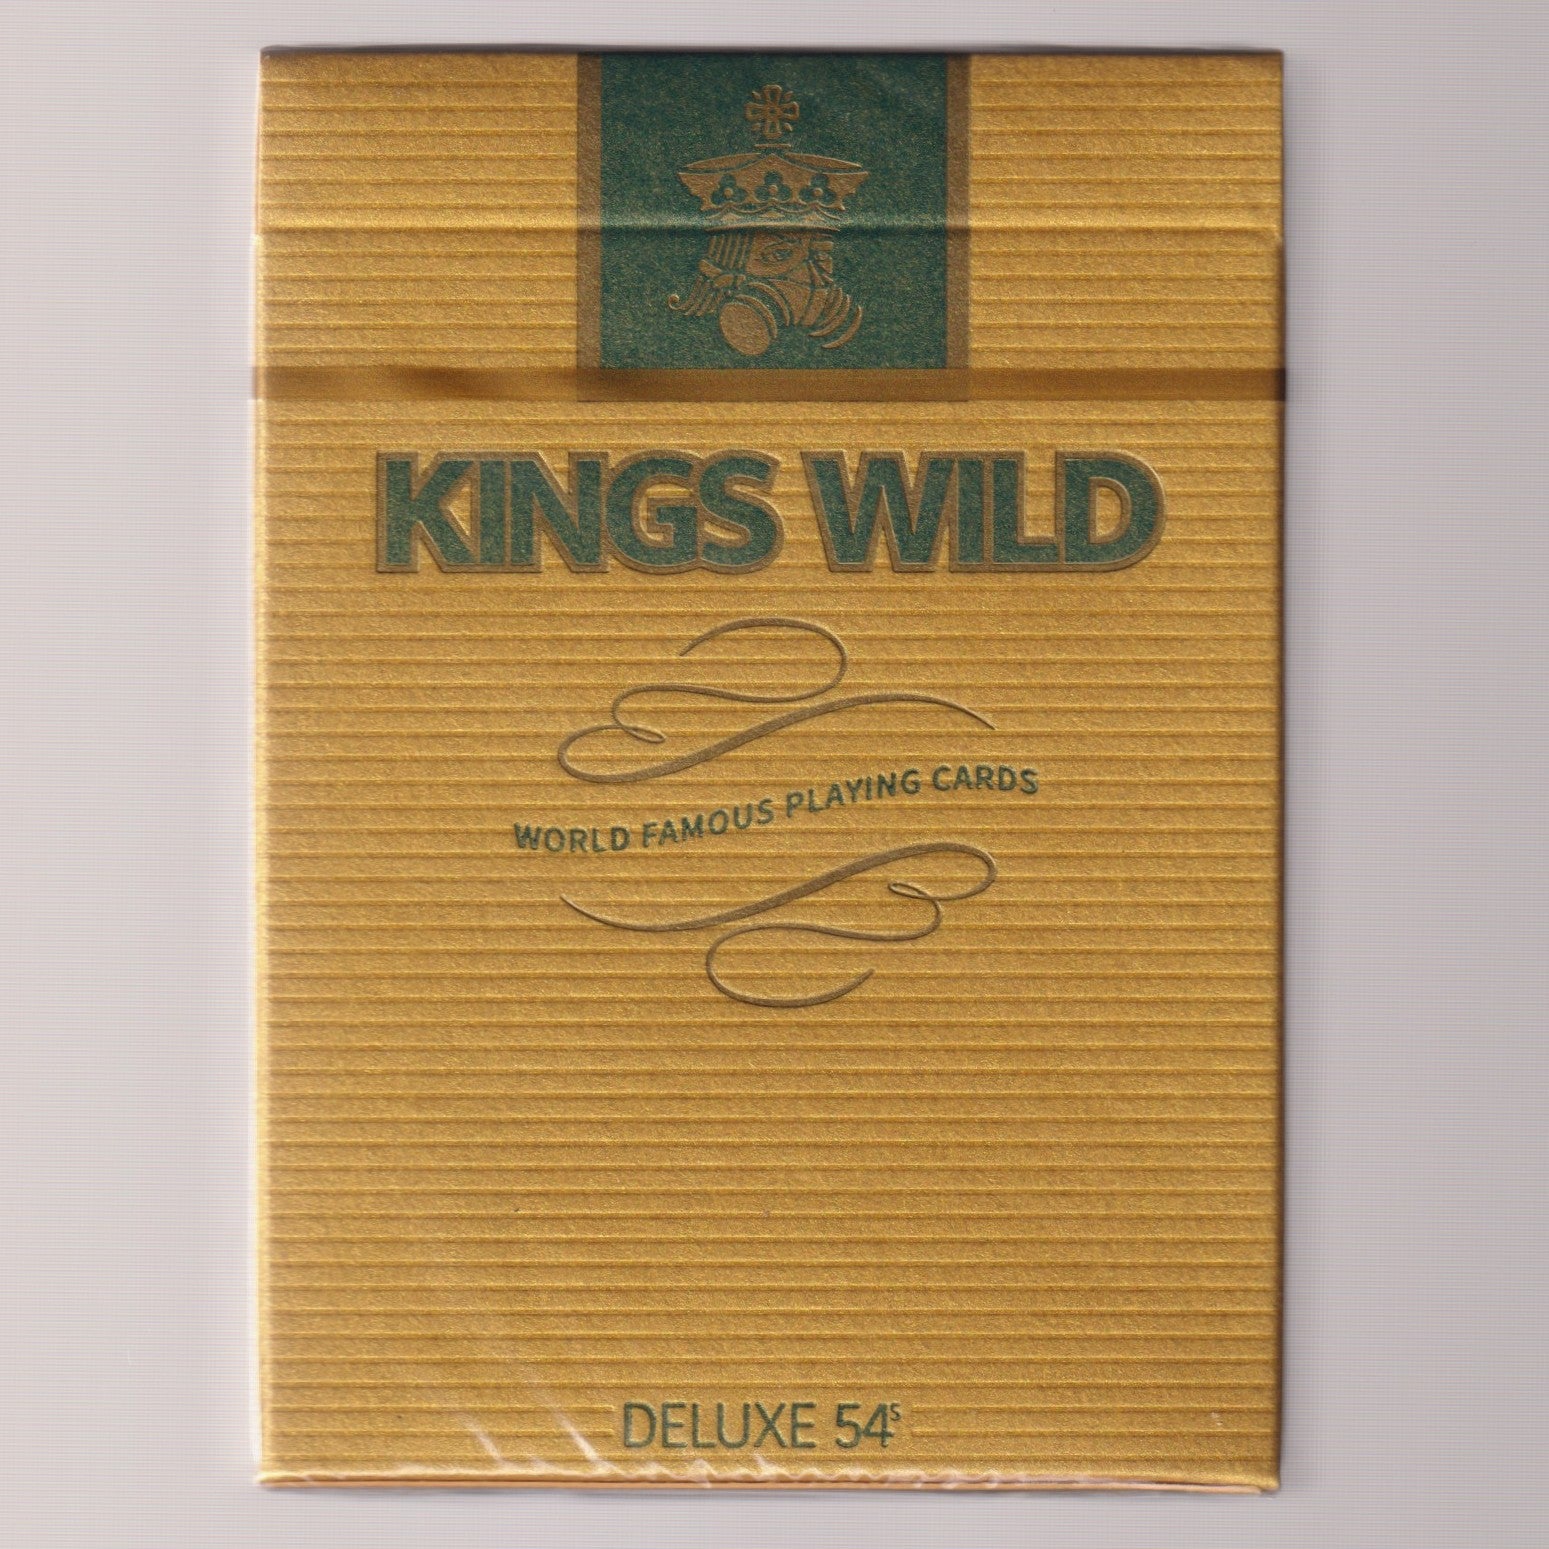 KINGS WILD
WORLD FAMOUS PLAYING CARDS
DELUXE 54s